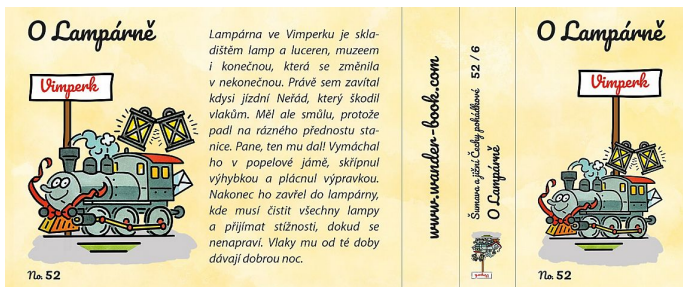 O Lampárně
Vimperk
No. 52
Lampárna ve Vimperku je skla-
dištěm lamp a luceren, muzeem
i konečnou, která se změnila
v nekonečnou. Právě sem zavítal
kdysi jízdní Neřád, který škodil
vlakům. Měl ale smůlu, protože
padl na rázného přednostu sta-
nice. Pane, ten mu dal! Vymáchal
ho v popelové jámě, skřípnul
výhybkou a plácnul výpravkou.
Nakonec ho zavřel do lampárny,
kde musí čistit všechny lampy
a přijímat stížnosti, dokud se
nenapraví. Vlaky mu od té doby
dávají dobrou noc.
www.wander-book.com
Šumava a jižní Čechy pohádkové 52 / 6
O Lampárně
Vimperk
O Lampárně
Vimperk
No. 52